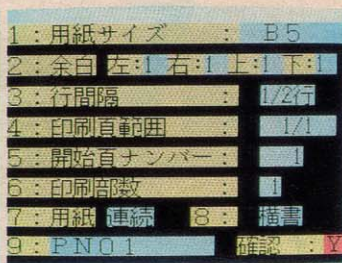 1:用紙サイズ : B5
2:余白 左:1 右:1 上:1 下:1
3:行間隔 : 1/2行
4:印刷頁範囲 : 1/1
5:開始頁ナンバー: 1
6:印刷部数 : 1
7:用紙 連続 8: 横書
9:PN01 確認:Y